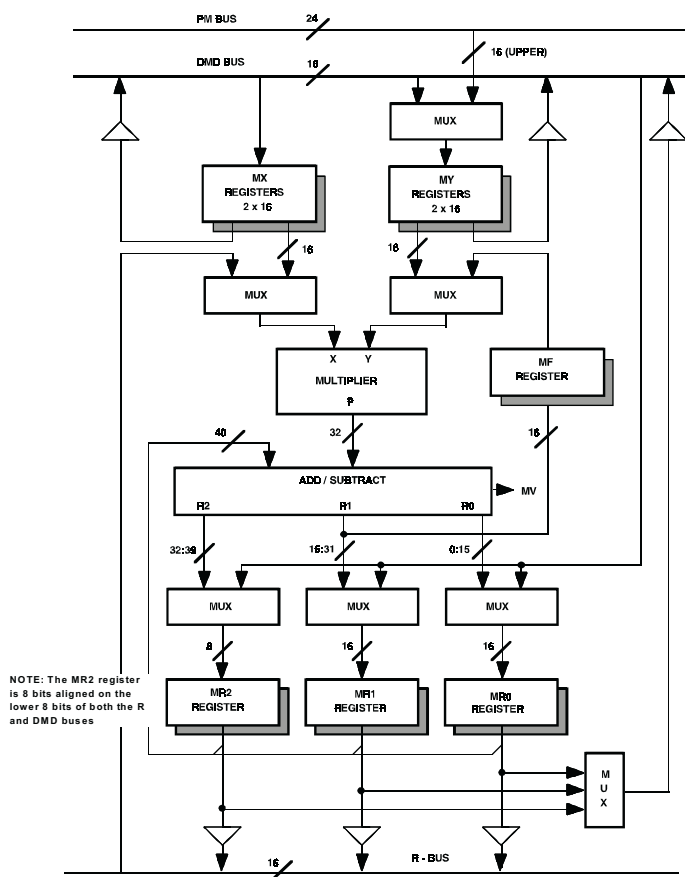 PM BUS 24
16 (UPPER)
DMD BUS 16
MUX
MX
REGISTERS
2 x 16
MY
REGISTERS
2 x 16
16
16
MUX
MUX
X Y
MULTIPLIER
P
MF
REGISTER
40
32
16
ADD / SUBTRACT
R2 R1 R0
MV
32:39
16:31
0:15
MUX
MUX
MUX
8
16
16
NOTE: The MR2 register
is 8 bits aligned on the
lower 8 bits of both the R
and DMD buses
MR2
REGISTER
MR1
REGISTER
MR0
REGISTER
M
U
X
16
R - BUS